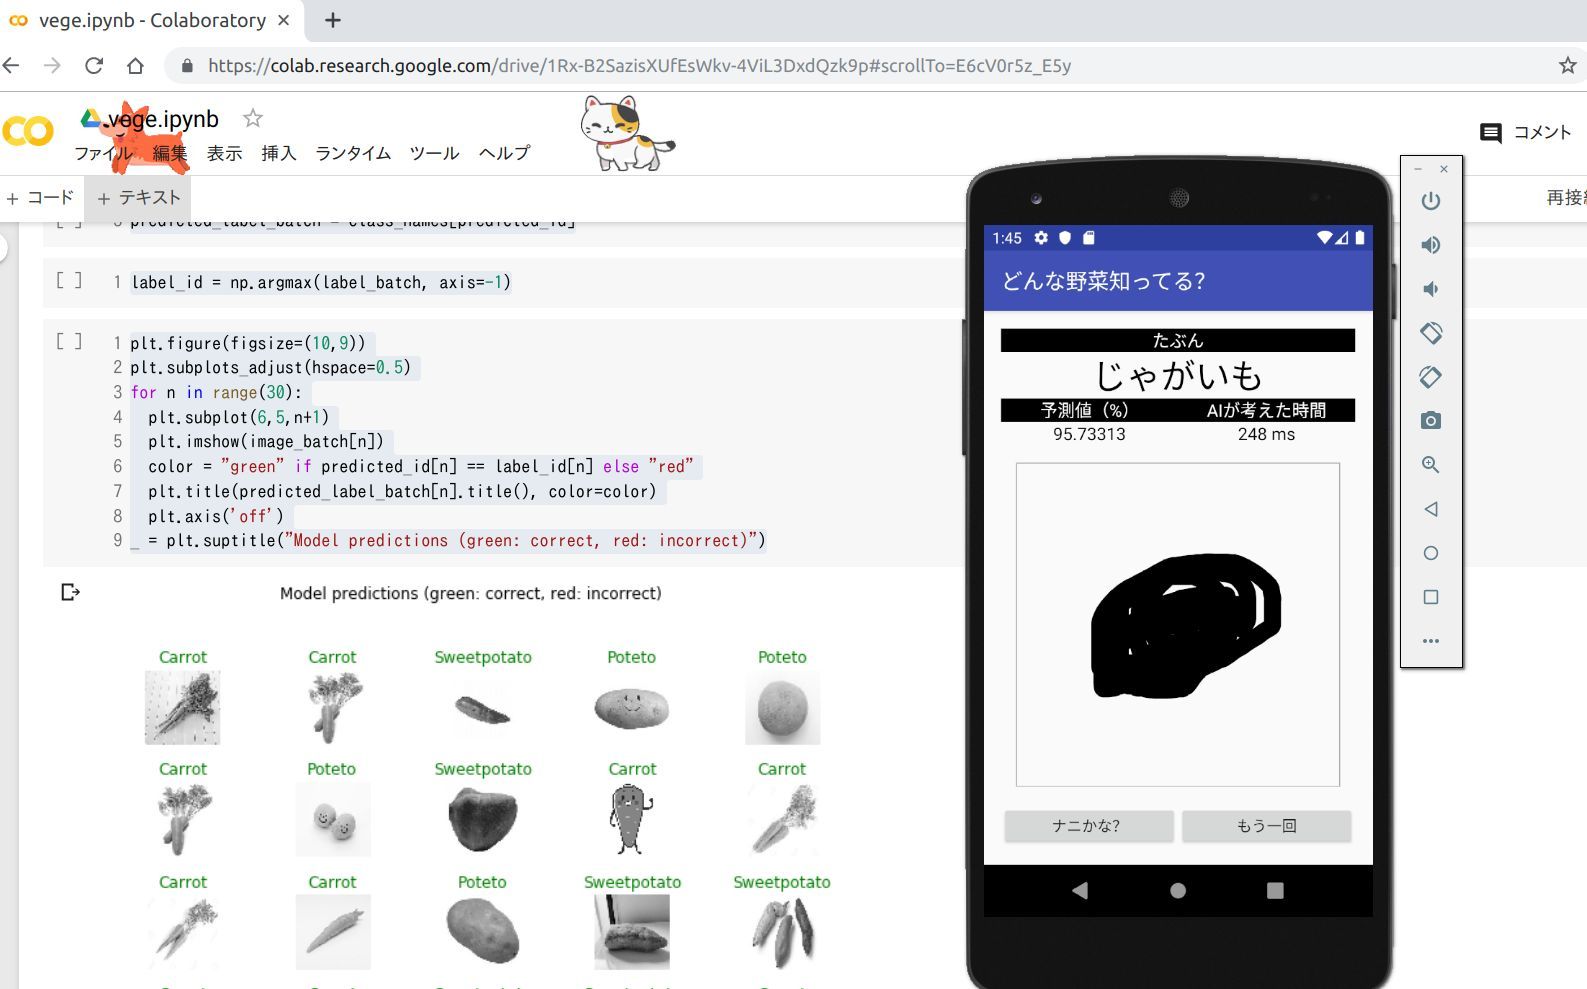 vege.ipynb - Colaboratory
https://colab.research.google.com/drive/1Rx-B2SazisXUfEsWkv-4ViL3DxdQzk9p#scrollTo=E6cV0r5z_E5y
vege.ipynb
コメント
ファイル 編集 表示 挿入 ランタイム ツール ヘルプ
+ コード + テキスト
再接続
3 predicted_label_batch = class_names[predicted_id]
[ ] 1 label_id = np.argmax(label_batch, axis=-1)
[ ] 1 plt.figure(figsize=(10,9))
2 plt.subplots_adjust(hspace=0.5)
3 for n in range(30):
4 plt.subplot(6,5,n+1)
5 plt.imshow(image_batch[n])
6 color = "green" if predicted_id[n] == label_id[n] else "red"
7 plt.title(predicted_label_batch[n].title(), color=color)
8 plt.axis('off')
9 _ = plt.suptitle("Model predictions (green: correct, red: incorrect)")
Model predictions (green: correct, red: incorrect)
Carrot Carrot Sweetpotato Poteto Poteto
Carrot Poteto Sweetpotato Carrot Carrot
Carrot Carrot Poteto Sweetpotato Sweetpotato
1:45
どんな野菜知ってる?
たぶん
じゃがいも
予測値 (%) AIが考えた時間
95.73313 248 ms
ナニかな? もう一回